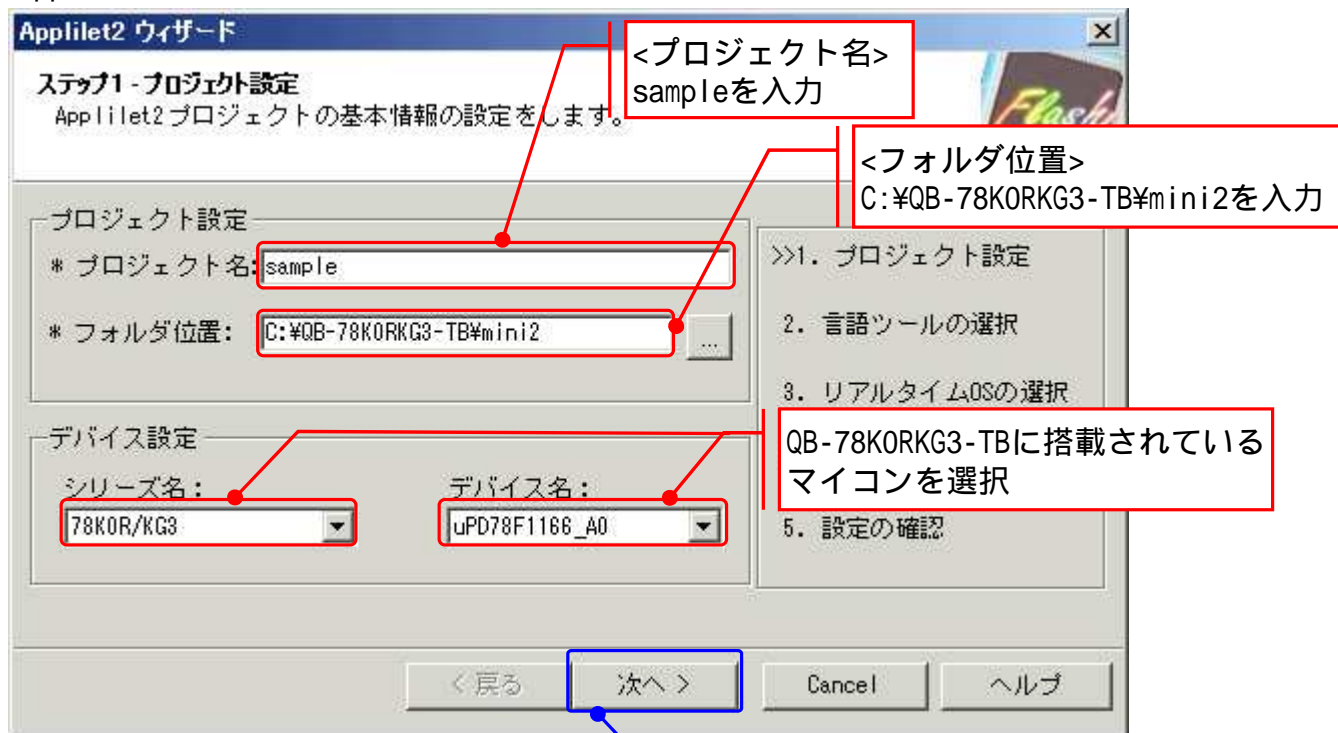 Applilet2 ウィザード
<プロジェクト名>
sampleを入力
ステップ1 - プロジェクト設定
Applilet2プロジェクトの基本情報の設定をします。
Flash
<フォルダ位置>
C:¥QB-78K0RKG3-TB¥mini2を入力
プロジェクト設定
* プロジェクト名:sample
* フォルダ位置: C:¥QB-78K0RKG3-TB¥mini2 ...
>>1. プロジェクト設定
2. 言語ツールの選択
3. リアルタイムOSの選択
デバイス設定
QB-78K0RKG3-TBに搭載されている
マイコンを選択
シリーズ名: デバイス名:
78K0R/KG3 uPD78F1166_A0
5. 設定の確認
< 戻る 次へ > Cancel ヘルプ